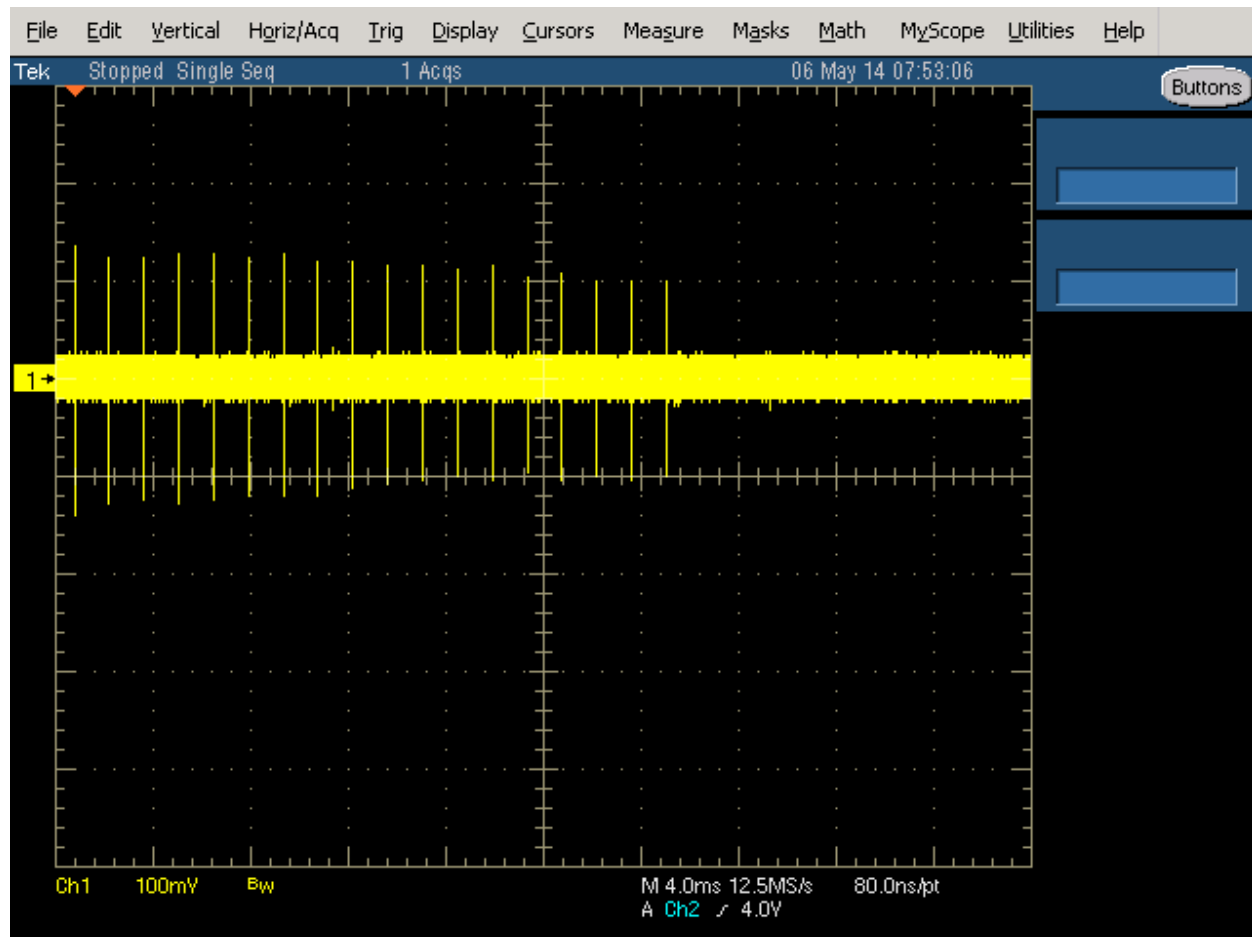 File Edit Vertical Horiz/Acq Trig Display Cursors Measure Masks Math MyScope Utilities Help
Tek Stopped Single Seq 1 Acqs 06 May 14 07:53:06
Buttons
1
Ch1 100mV Bw M 4.0ms 12.5MS/s 80.0ns/pt
A Ch2 4.0V